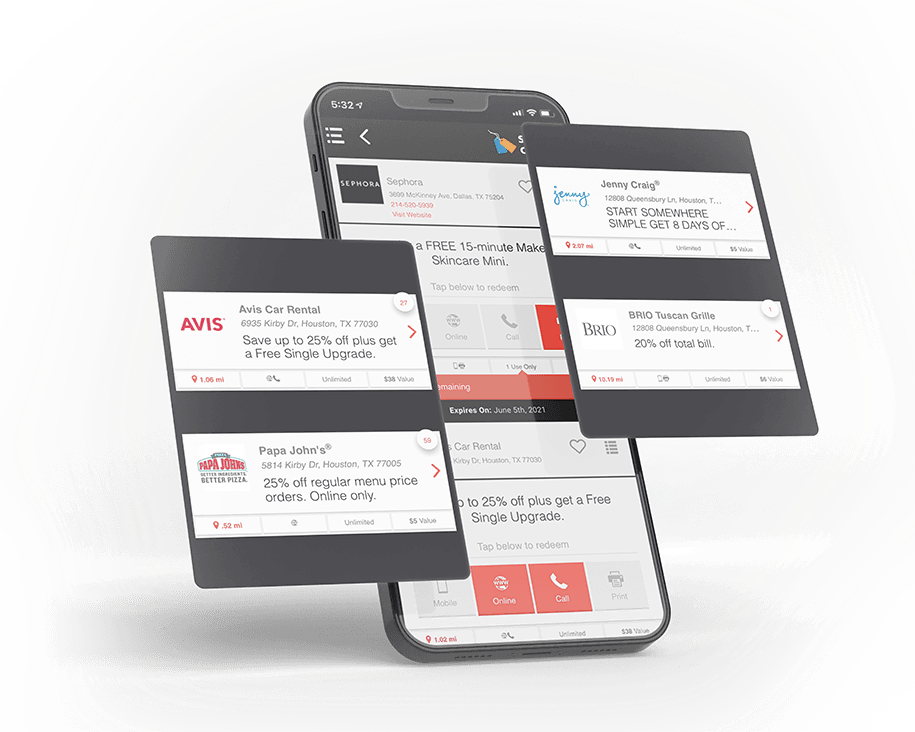 5:32
S
SEPHORA
Sephora
3699 McKinney Ave, Dallas, TX 75204
214-520-5939
Visit Website
a FREE 15-minute Make
Skincare Mini.
Tap below to redeem
www
Online
Call
1 Use Only
emaining
Expires On: June 5th, 2021
s Car Rental
Kirby Dr, Houston, TX 77030
p to 25% off plus get a Free
Single Upgrade.
Tap below to redeem
Mobile
www
Online
Call
Print
1.02 mi
Unlimited
$38 Value
AVIS
Avis Car Rental
27
6935 Kirby Dr, Houston, TX 77030
Save up to 25% off plus get
a Free Single Upgrade.
1.06 mi
Unlimited
$38 Value
PAPA JOHNS
BETTER INGREDIENTS.
BETTER PIZZA.
Papa John's®
59
5814 Kirby Dr, Houston, TX 77005
25% off regular menu price
orders. Online only.
.52 mi
Unlimited
$5 Value
jenny
CRAIG
Jenny Craig®
12808 Queensbury Ln, Houston, T...
START SOMEWHERE
SIMPLE GET 8 DAYS OF...
2.07 mi
Unlimited
$5 Value
BRIO
BRIO Tuscan Grille
1
12808 Queensbury Ln, Houston, T...
20% off total bill.
10.19 mi
Unlimited
$6 Value